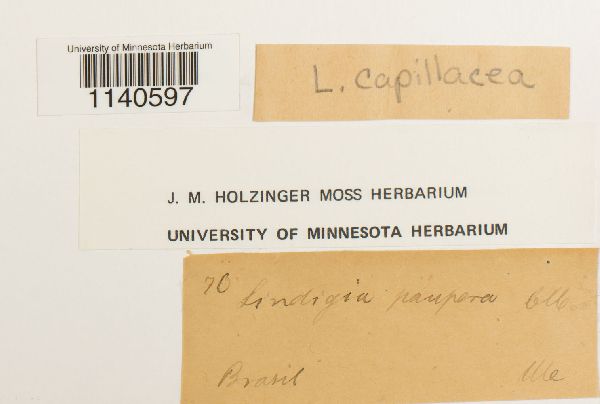 University of Minnesota Herbarium
1140597
L. capillacea
J. M. HOLZINGER MOSS HERBARIUM
UNIVERSITY OF MINNESOTA HERBARIUM
70 Lindigia paupera
Brasil Ule